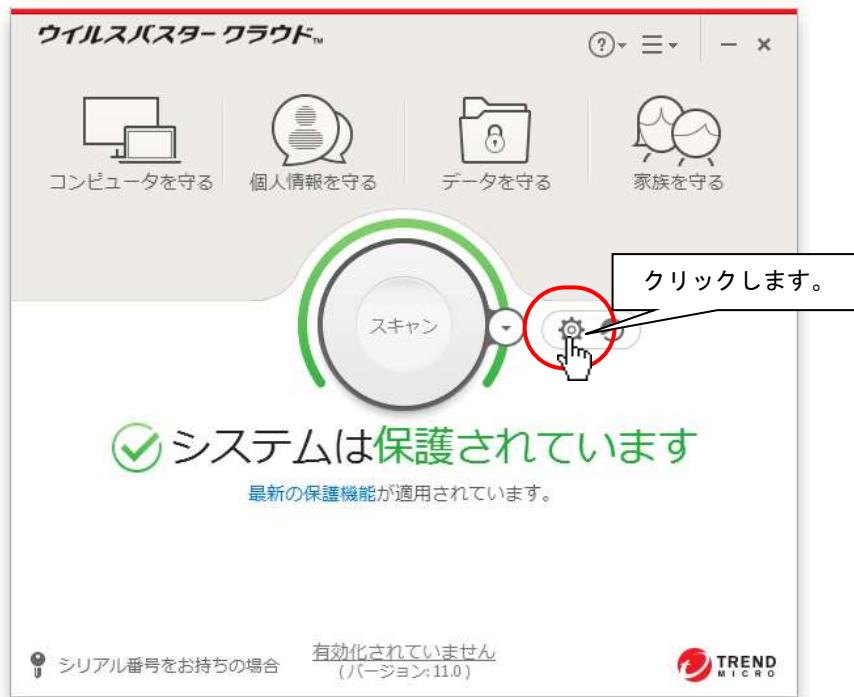 ウイルスバスター クラウド™
コンピュータを守る
個人情報を守る
データを守る
家族を守る
クリックします。
スキャン
システムは保護されています
最新の保護機能が適用されています。
シリアル番号をお持ちの場合
有効化されていません
(バージョン:11.0)
TREND
MICRO